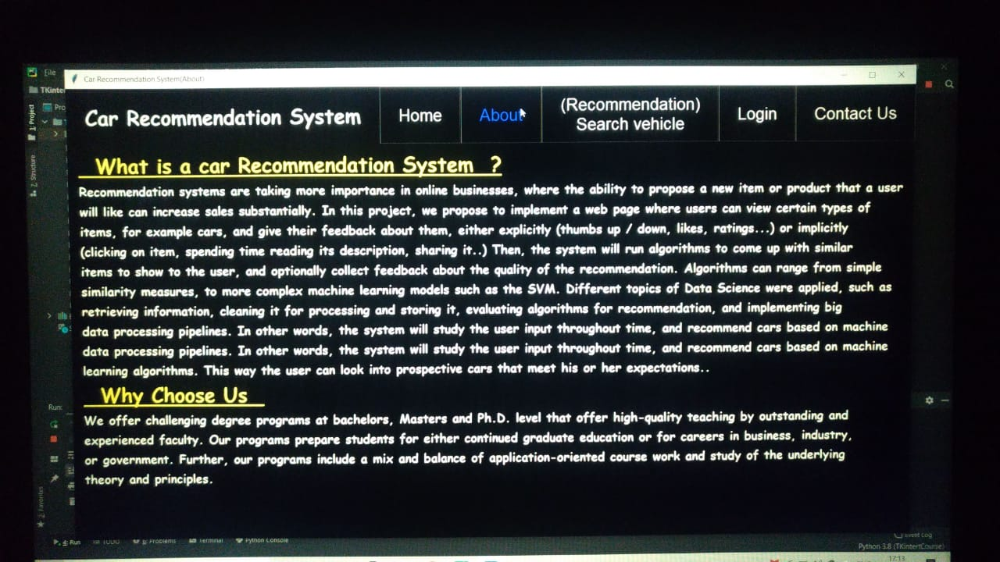 File
Car Recommendation System(About)
TKinter
Pro
1: Project
7: Structure
Car Recommendation System
Home
About
(Recommendation)
Search vehicle
Login
Contact Us
What is a car Recommendation System ?
Recommendation systems are taking more importance in online businesses, where the ability to propose a new item or product that a user
will like can increase sales substantially. In this project, we propose to implement a web page where users can view certain types of
items, for example cars, and give their feedback about them, either explicitly (thumbs up / down, likes, ratings...) or implicitly
(clicking on item, spending time reading its description, sharing it..) Then, the system will run algorithms to come up with similar
items to show to the user, and optionally collect feedback about the quality of the recommendation. Algorithms can range from simple
similarity measures, to more complex machine learning models such as the SVM. Different topics of Data Science were applied, such as
retrieving information, cleaning it for processing and storing it, evaluating algorithms for recommendation, and implementing big
data processing pipelines. In other words, the system will study the user input throughout time, and recommend cars based on machine
data processing pipelines. In other words, the system will study the user input throughout time, and recommend cars based on machine
learning algorithms. This way the user can look into prospective cars that meet his or her expectations..
Why Choose Us
We offer challenging degree programs at bachelors, Masters and Ph.D. level that offer high-quality teaching by outstanding and
experienced faculty. Our programs prepare students for either continued graduate education or for careers in business, industry,
or government. Further, our programs include a mix and balance of application-oriented course work and study of the underlying
theory and principles.
Run:
2: Favorites
4: Run
TODO
6: Problems
Terminal
Python Console
Event Log
Python 3.8 (TKintertCourse)
17:13